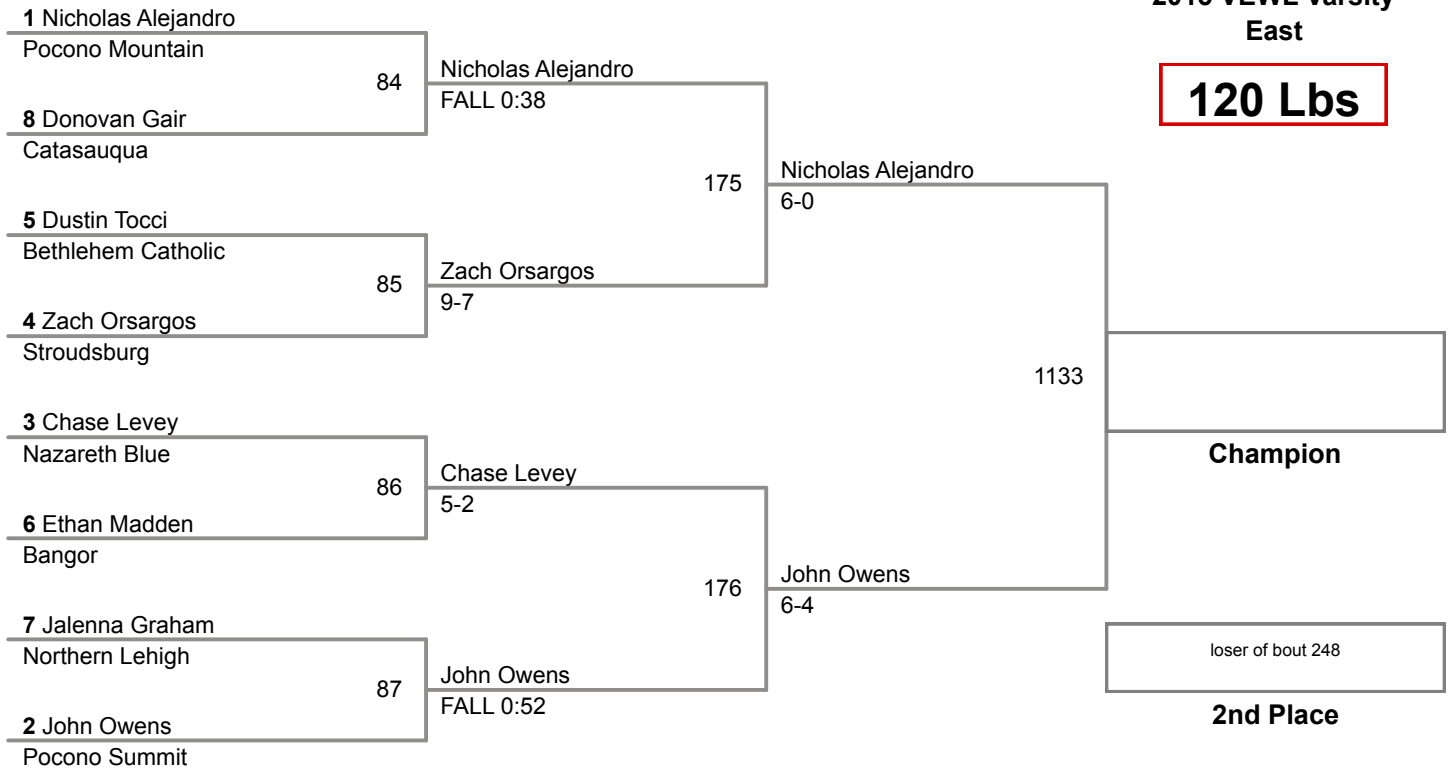 2015 VEWL Varsity
East
120 Lbs
1 Nicholas Alejandro
Pocono Mountain
84
8 Donovan Gair
Catasauqua
5 Dustin Tocci
Bethlehem Catholic
85
4 Zach Orsargos
Stroudsburg
3 Chase Levey
Nazareth Blue
86
6 Ethan Madden
Bangor
7 Jalenna Graham
Northern Lehigh
87
2 John Owens
Pocono Summit
Nicholas Alejandro
FALL 0:38
175
Zach Orsargos
9-7
Chase Levey
5-2
176
John Owens
FALL 0:52
Nicholas Alejandro
6-0
1133
John Owens
6-4
Champion
loser of bout 248
2nd Place